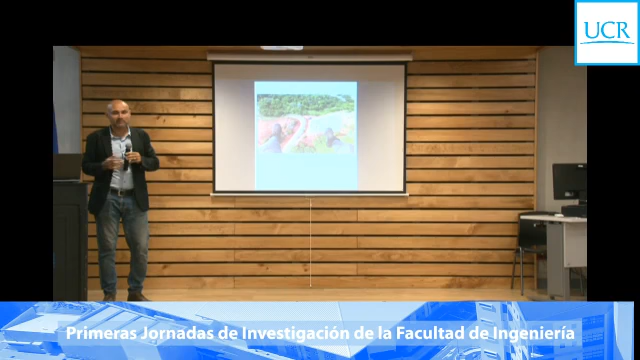 UCR
Primeras Jornadas de Investigación de la Facultad de Ingeniería